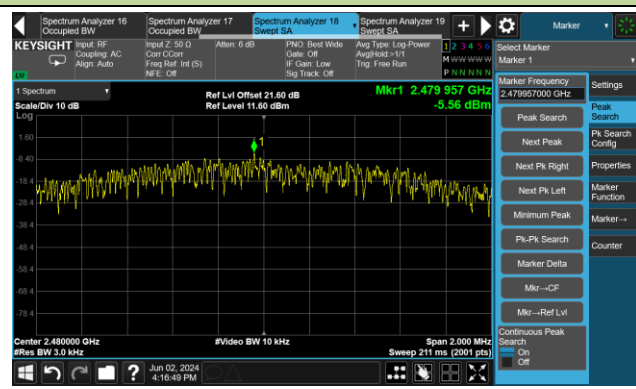 Spectrum Analyzer 16
Occupied BW
Spectrum Analyzer 17
Occupied BW
Spectrum Analyzer 18
Swept SA
Spectrum Analyzer 19
Swept SA
Marker
KEYSIGHT
Input: RF
Coupling: AC
Align: Auto
Input Z: 50 Ω
Corr CCorr
Freq Ref: Int (S)
NFE: Off
Atten: 6 dB
PNO: Best Wide
Gate: Off
IF Gain: Low
Sig Track: Off
Avg Type: Log-Power
Avg|Hold:>1/1
Trig: Free Run
1 2 3 4 5 6
M W W W W W
P N N N N N
Select Marker
Marker 1
1 Spectrum
Scale/Div 10 dB
Log
Ref Lvl Offset 21.60 dB
Ref Level 11.60 dBm
Mkr1 2.479 957 GHz
-5.56 dBm
1
1.60
-8.40
-18.4
-28.4
-38.4
-48.4
-58.4
-68.4
-78.4
Center 2.480000 GHz
#Res BW 3.0 kHz
#Video BW 10 kHz
Span 2.000 MHz
Sweep 211 ms (2001 pts)
Marker Frequency
2.479957000 GHz
Peak Search
Next Peak
Next Pk Right
Next Pk Left
Minimum Peak
Pk-Pk Search
Marker Delta
Mkr→CF
Mkr→Ref Lvl
Continuous Peak
Search
On
Off
Settings
Peak
Search
Pk Search
Config
Properties
Marker
Function
Marker→
Counter
Jun 02, 2024
4:16:49 PM